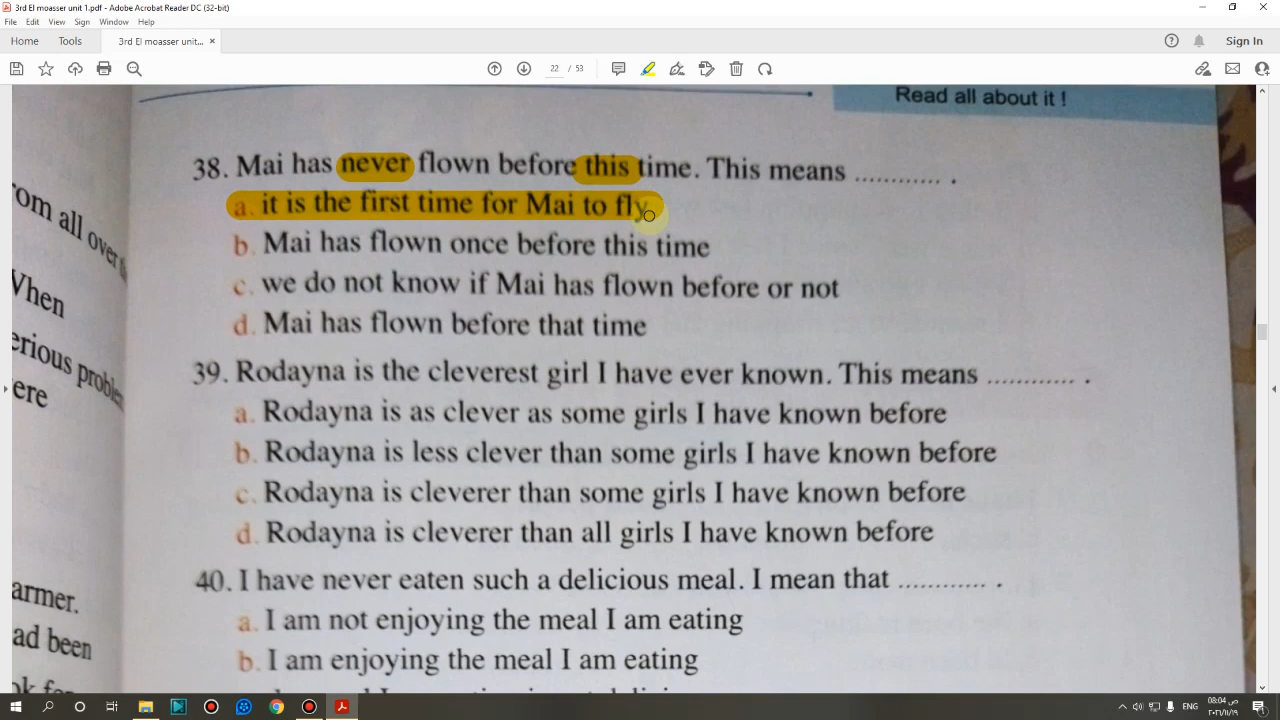 3rd El moasser unit 1.pdf - Adobe Acrobat Reader DC (32-bit)
File Edit View Sign Window Help
Home Tools 3rd El moasser unit... × Sign In
22 / 53
Read all about it !
38. Mai has never flown before this time. This means ............ .
a. it is the first time for Mai to fly
b. Mai has flown once before this time
c. we do not know if Mai has flown before or not
d. Mai has flown before that time
39. Rodayna is the cleverest girl I have ever known. This means ............ .
a. Rodayna is as clever as some girls I have known before
b. Rodayna is less clever than some girls I have known before
c. Rodayna is cleverer than some girls I have known before
d. Rodayna is cleverer than all girls I have known before
40. I have never eaten such a delicious meal. I mean that ............ .
a. I am not enjoying the meal I am eating
b. I am enjoying the meal I am eating
om all over
When
erious problem
ere
armer.
ad been
ENG
08:04 ص